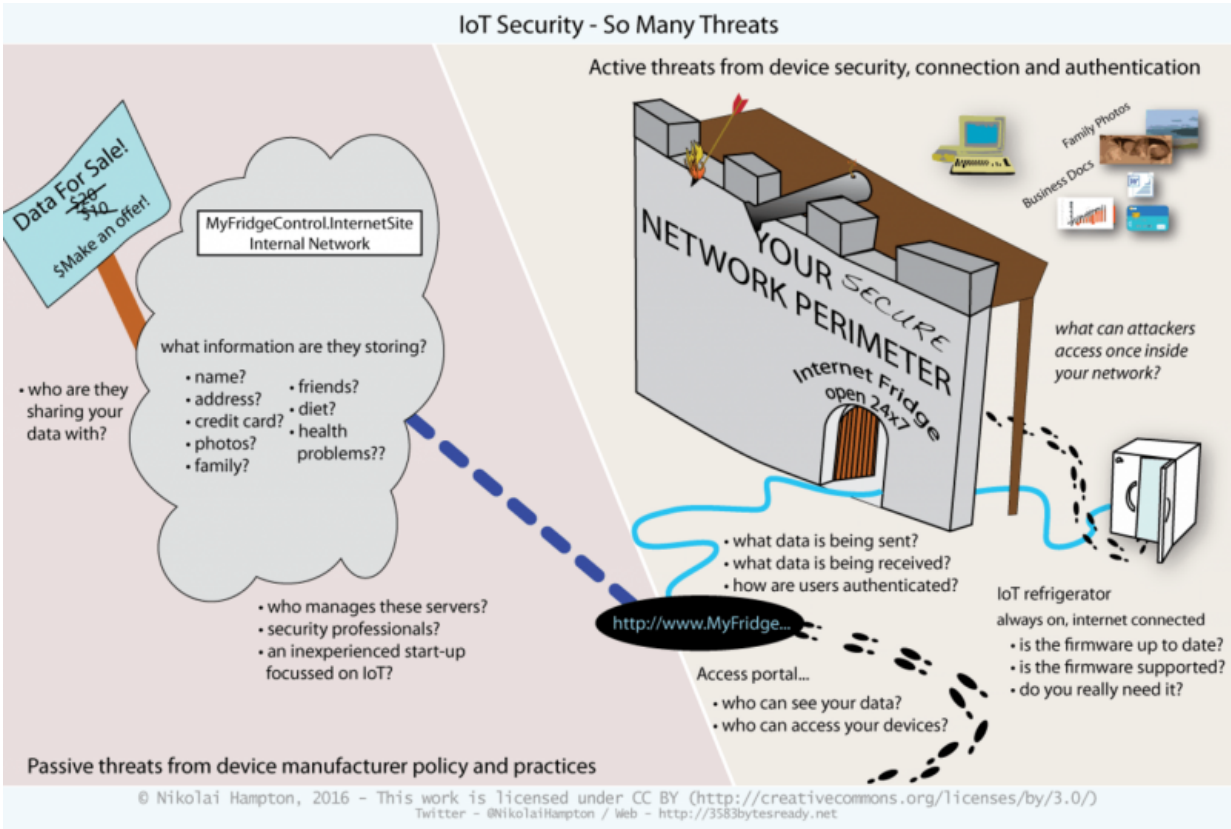 IoT Security - So Many Threats
Active threats from device security, connection and authentication
Data For Sale!
$20
$10
$Make an offer!
MyFridgeControl.InternetSite
Internal Network
what information are they storing?
• name?
• address?
• credit card?
• photos?
• family?
• friends?
• diet?
• health
problems??
• who are they
sharing your
data with?
• who manages these servers?
• security professionals?
• an inexperienced start-up
focussed on IoT?
Passive threats from device manufacturer policy and practices
Family Photos
Business Docs
W
YOUR SECURE
NETWORK PERIMETER
Internet Fridge
open 24x7
what can attackers
access once inside
your network?
• what data is being sent?
• what data is being received?
• how are users authenticated?
http://www.MyFridge...
Access portal...
• who can see your data?
• who can access your devices?
IoT refrigerator
always on, internet connected
• is the firmware up to date?
• is the firmware supported?
• do you really need it?
© Nikolai Hampton, 2016 - This work is licensed under CC BY (http://creativecommons.org/licenses/by/3.0/)
Twitter - @NikolaiHampton / Web - http://3583bytesready.net